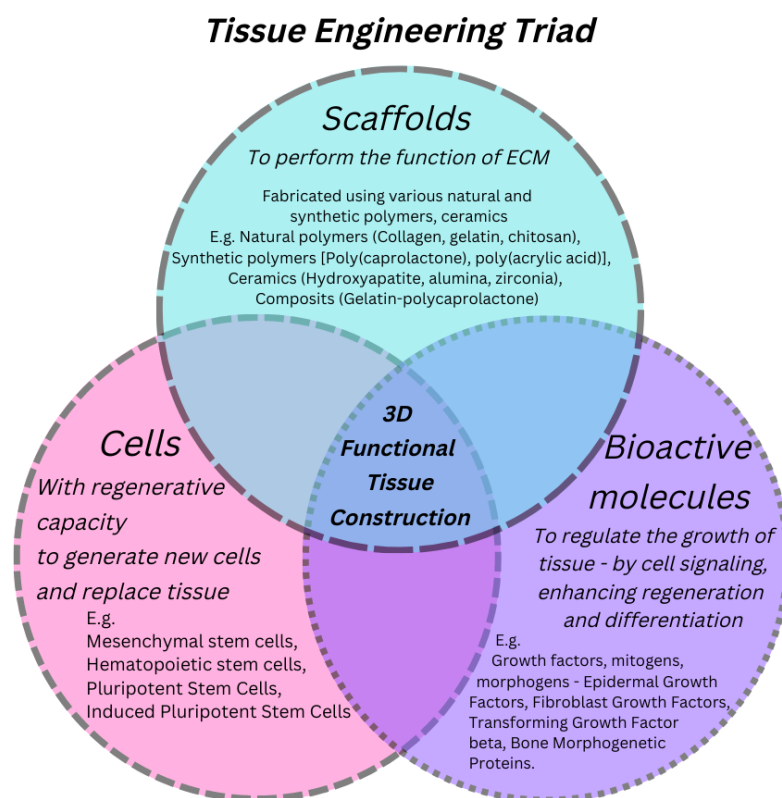 Tissue Engineering Triad
Scaffolds
To perform the function of ECM
Fabricated using various natural and
synthetic polymers, ceramics
E.g. Natural polymers (Collagen, gelatin, chitosan),
Synthetic polymers [Poly(caprolactone), poly(acrylic acid)],
Ceramics (Hydroxyapatite, alumina, zirconia),
Composits (Gelatin-polycaprolactone)
3D
Functional
Tissue
Construction
Cells
With regenerative
capacity
to generate new cells
and replace tissue
E.g.
Mesenchymal stem cells,
Hematopoietic stem cells,
Pluripotent Stem Cells,
Induced Pluripotent Stem Cells
Bioactive
molecules
To regulate the growth of
tissue - by cell signaling,
enhancing regeneration
and differentiation
E.g.
Growth factors, mitogens,
morphogens - Epidermal Growth
Factors, Fibroblast Growth Factors,
Transforming Growth Factor
beta, Bone Morphogenetic
Proteins.